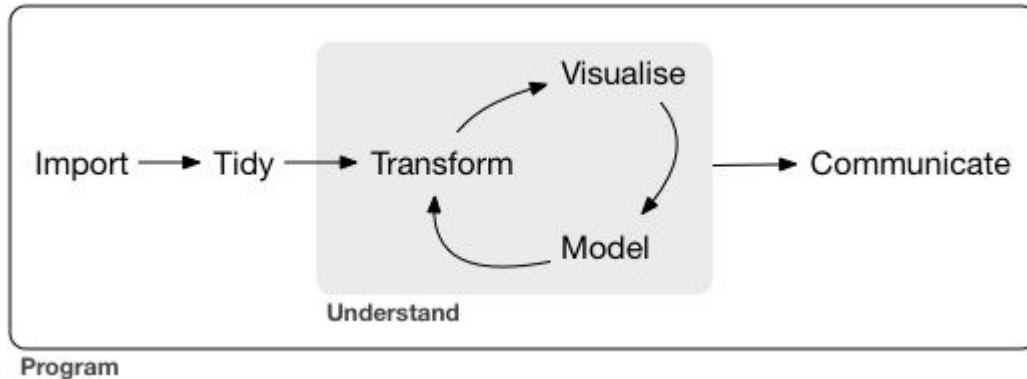 Visualise
Import
Tidy
Transform
Communicate
Model
Understand
Program